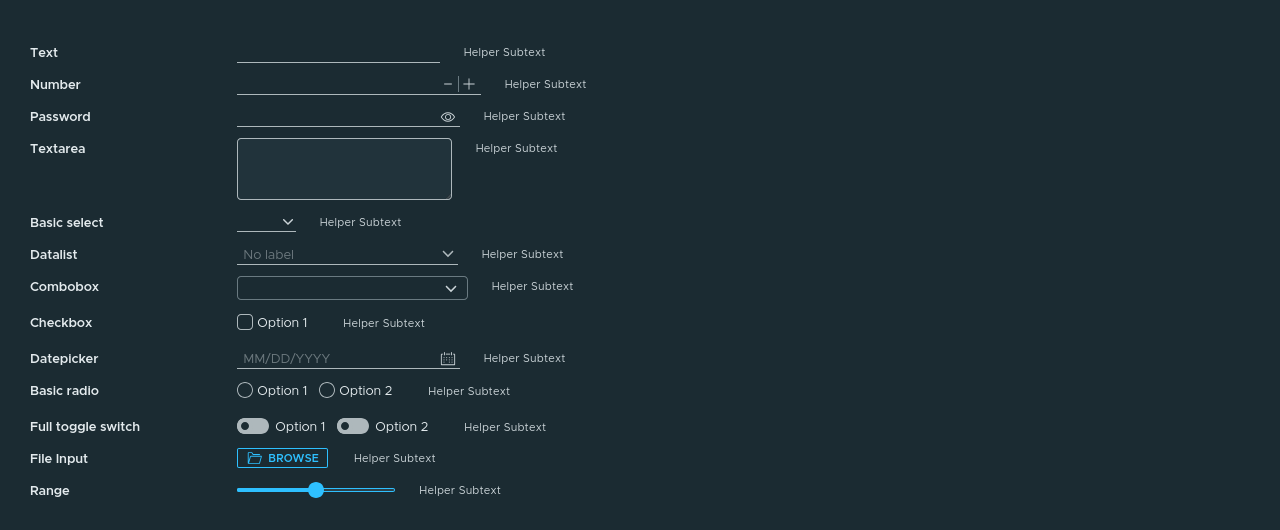 Text Helper Subtext
Number Helper Subtext
Password Helper Subtext
Textarea Helper Subtext
Basic select Helper Subtext
Datalist No label Helper Subtext
Combobox Helper Subtext
Checkbox Option 1 Helper Subtext
Datepicker MM/DD/YYYY Helper Subtext
Basic radio Option 1 Option 2 Helper Subtext
Full toggle switch Option 1 Option 2 Helper Subtext
File Input BROWSE Helper Subtext
Range Helper Subtext